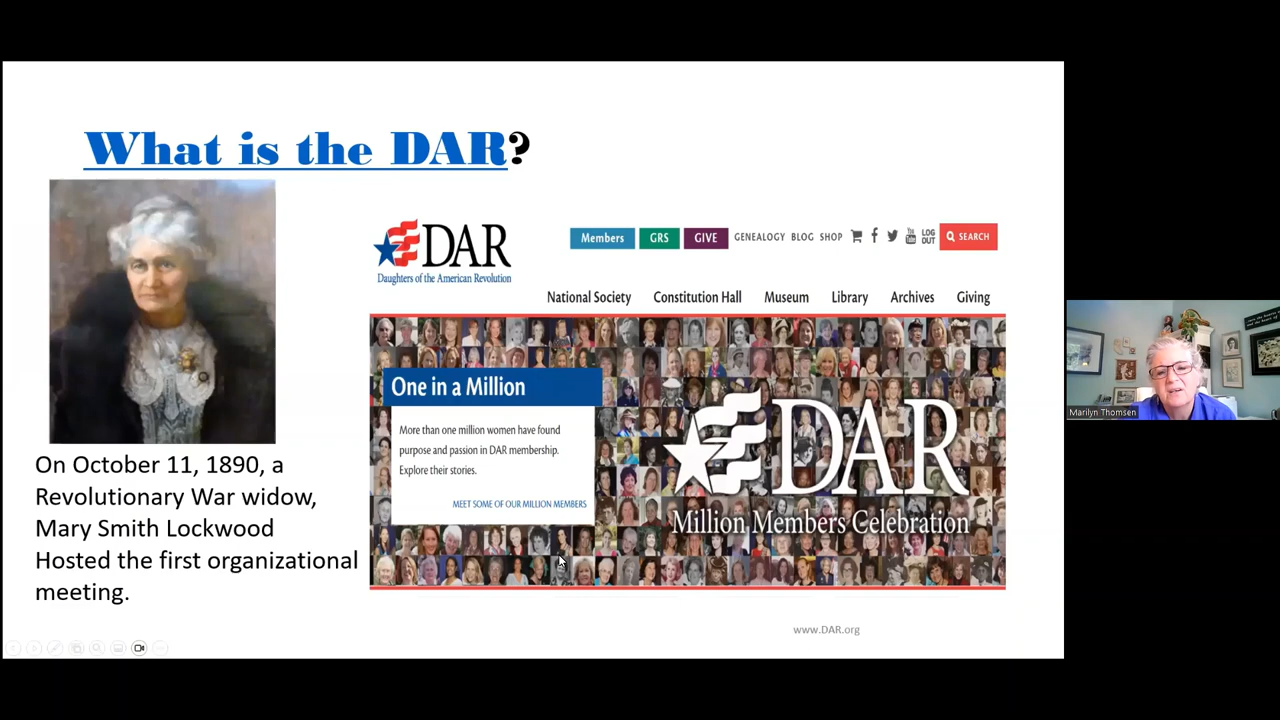 What is the DAR?
DAR
Daughters of the American Revolution
Members GRS GIVE GENEALOGY BLOG SHOP You Tube LOG OUT SEARCH
National Society Constitution Hall Museum Library Archives Giving
One in a Million
More than one million women have found
purpose and passion in DAR membership.
Explore their stories.
MEET SOME OF OUR MILLION MEMBERS
DAR
Million Members Celebration
On October 11, 1890, a
Revolutionary War widow,
Mary Smith Lockwood
Hosted the first organizational
meeting.
www.DAR.org
Marilyn Thomsen